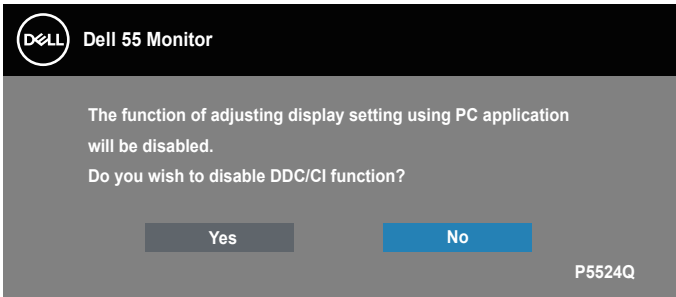 DELL
Dell 55 Monitor
The function of adjusting display setting using PC application
will be disabled.
Do you wish to disable DDC/CI function?
Yes
No
P5524Q